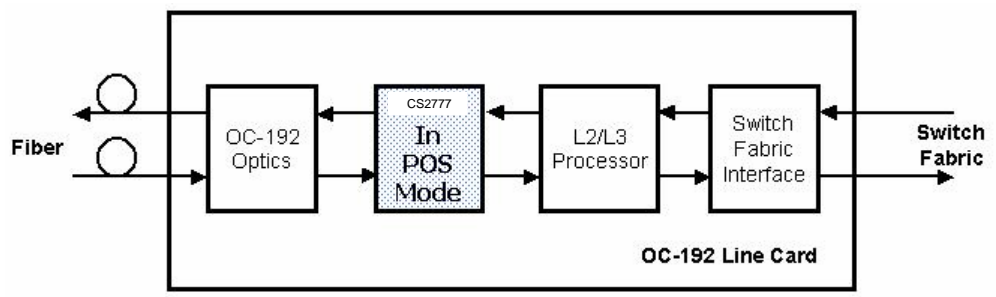 Fiber
OC-192
Optics
CS2777
In
POS
Mode
L2/L3
Processor
Switch
Fabric
Interface
Switch
Fabric
OC-192 Line Card